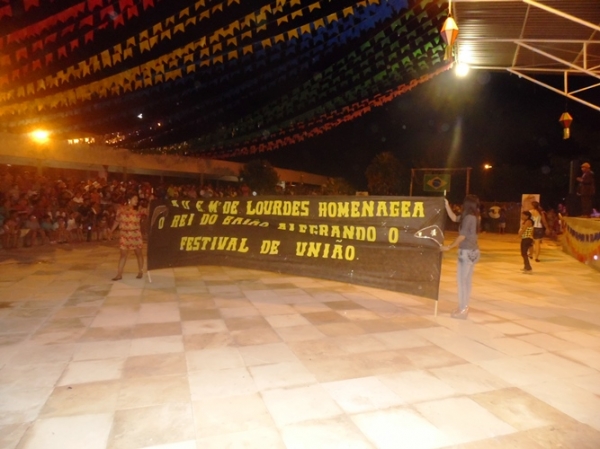 DE LOURDES HOMENAGEA
O REI DO BAIÃO ALEGRANDO O
FESTIVAL DE UNIÃO.